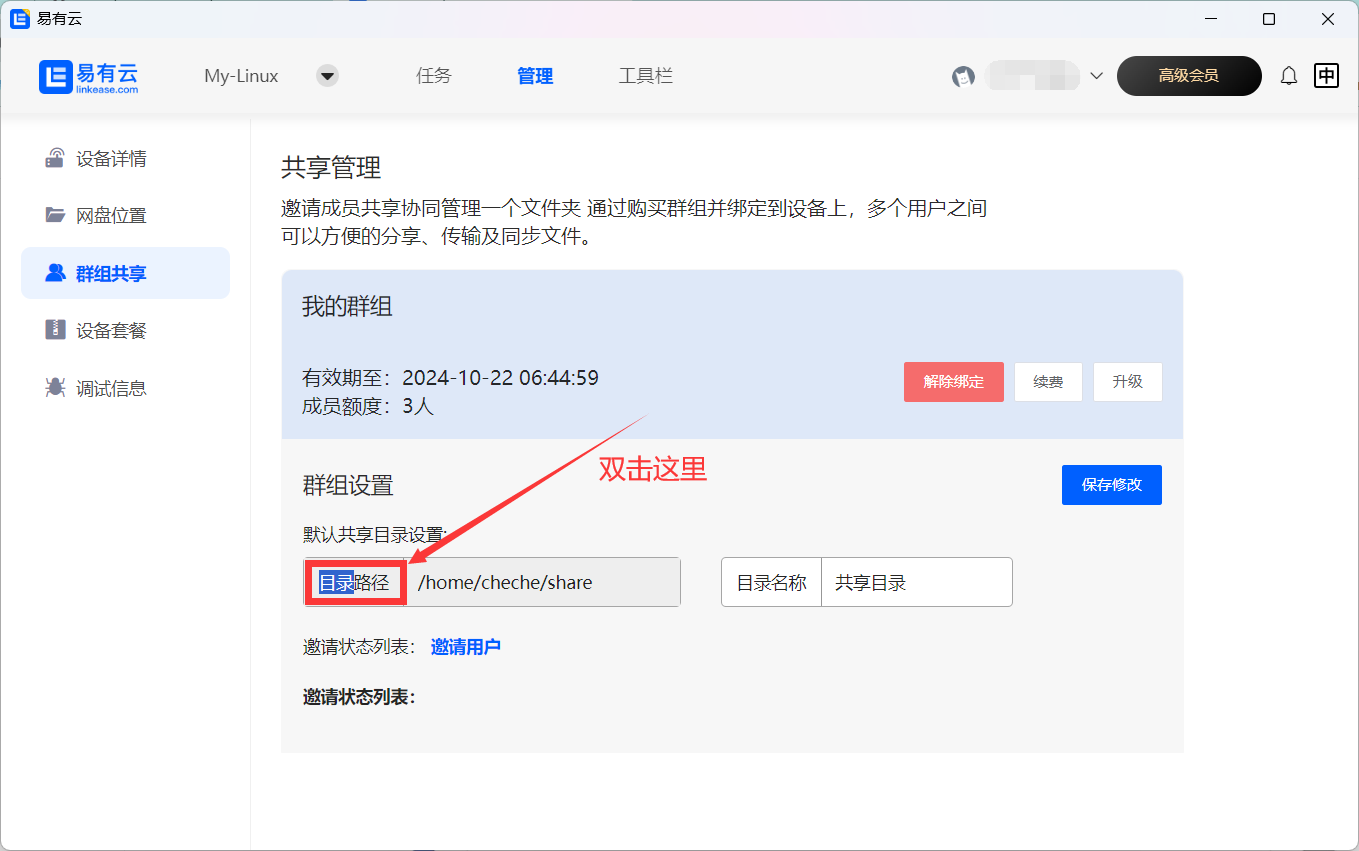 易有云
易有云
linkease.com
My-Linux
任务
管理
工具栏
高级会员
中
设备详情
网盘位置
群组共享
设备套餐
调试信息
共享管理
邀请成员共享协同管理一个文件夹 通过购买群组并绑定到设备上，多个用户之间
可以方便的分享、传输及同步文件。
我的群组
有效期至：2024-10-22 06:44:59
成员额度：3人
解除绑定
续费
升级
双击这里
群组设置
保存修改
默认共享目录设置:
目录路径
/home/cheche/share
目录名称
共享目录
邀请状态列表： 邀请用户
邀请状态列表：